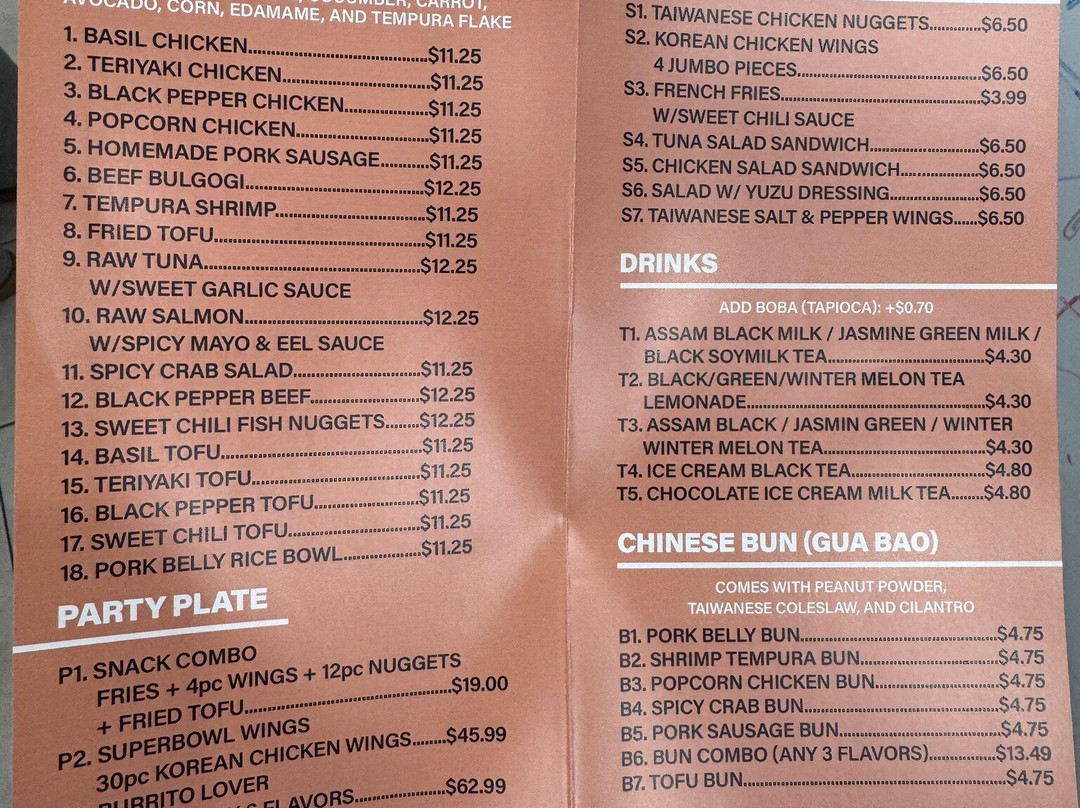 AVOCADO, CORN, EDAMAME, AND TEMPURA FLAKE
1. BASIL CHICKEN.....$11.25
2. TERIYAKI CHICKEN.....$11.25
3. BLACK PEPPER CHICKEN.....$11.25
4. POPCORN CHICKEN.....$11.25
5. HOMEMADE PORK SAUSAGE.....$11.25
6. BEEF BULGOGI.....$12.25
7. TEMPURA SHRIMP.....$11.25
8. FRIED TOFU.....$11.25
9. RAW TUNA.....$12.25
W/SWEET GARLIC SAUCE
10. RAW SALMON.....$12.25
W/SPICY MAYO & EEL SAUCE
11. SPICY CRAB SALAD.....$11.25
12. BLACK PEPPER BEEF.....$12.25
13. SWEET CHILI FISH NUGGETS.....$12.25
14. BASIL TOFU.....$11.25
15. TERIYAKI TOFU.....$11.25
16. BLACK PEPPER TOFU.....$11.25
17. SWEET CHILI TOFU.....$11.25
18. PORK BELLY RICE BOWL.....$11.25
PARTY PLATE
P1. SNACK COMBO
FRIES + 4pc WINGS + 12pc NUGGETS
+ FRIED TOFU.....$19.00
P2. SUPERBOWL WINGS
30pc KOREAN CHICKEN WINGS.....$45.99
BURRITO LOVER
FLAVORS.....$62.99
S1. TAIWANESE CHICKEN NUGGETS.....$6.50
S2. KOREAN CHICKEN WINGS
4 JUMBO PIECES.....$6.50
S3. FRENCH FRIES.....$3.99
W/SWEET CHILI SAUCE
S4. TUNA SALAD SANDWICH.....$6.50
S5. CHICKEN SALAD SANDWICH.....$6.50
S6. SALAD W/ YUZU DRESSING.....$6.50
S7. TAIWANESE SALT & PEPPER WINGS.....$6.50
DRINKS
ADD BOBA (TAPIOCA): +$0.70
T1. ASSAM BLACK MILK / JASMINE GREEN MILK /
BLACK SOYMILK TEA.....$4.30
T2. BLACK/GREEN/WINTER MELON TEA
LEMONADE.....$4.30
T3. ASSAM BLACK / JASMIN GREEN / WINTER
WINTER MELON TEA.....$4.30
T4. ICE CREAM BLACK TEA.....$4.80
T5. CHOCOLATE ICE CREAM MILK TEA.....$4.80
CHINESE BUN (GUA BAO)
COMES WITH PEANUT POWDER,
TAIWANESE COLESLAW, AND CILANTRO
B1. PORK BELLY BUN.....$4.75
B2. SHRIMP TEMPURA BUN.....$4.75
B3. POPCORN CHICKEN BUN.....$4.75
B4. SPICY CRAB BUN.....$4.75
B5. PORK SAUSAGE BUN.....$4.75
B6. BUN COMBO (ANY 3 FLAVORS).....$13.49
B7. TOFU BUN.....$4.75